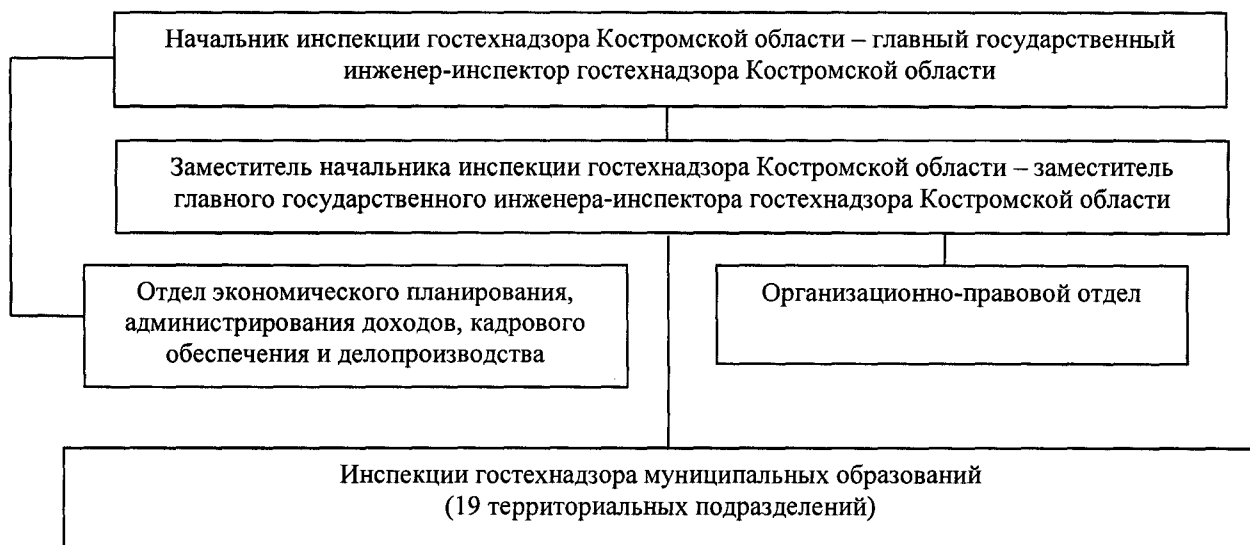 Начальник инспекции гостехнадзора Костромской области – главный государственный
инженер-инспектор гостехнадзора Костромской области
Заместитель начальника инспекции гостехнадзора Костромской области – заместитель
главного государственного инженера-инспектора гостехнадзора Костромской области
Отдел экономического планирования,
администрирования доходов, кадрового
обеспечения и делопроизводства
Организационно-правовой отдел
Инспекции гостехнадзора муниципальных образований
(19 территориальных подразделений)